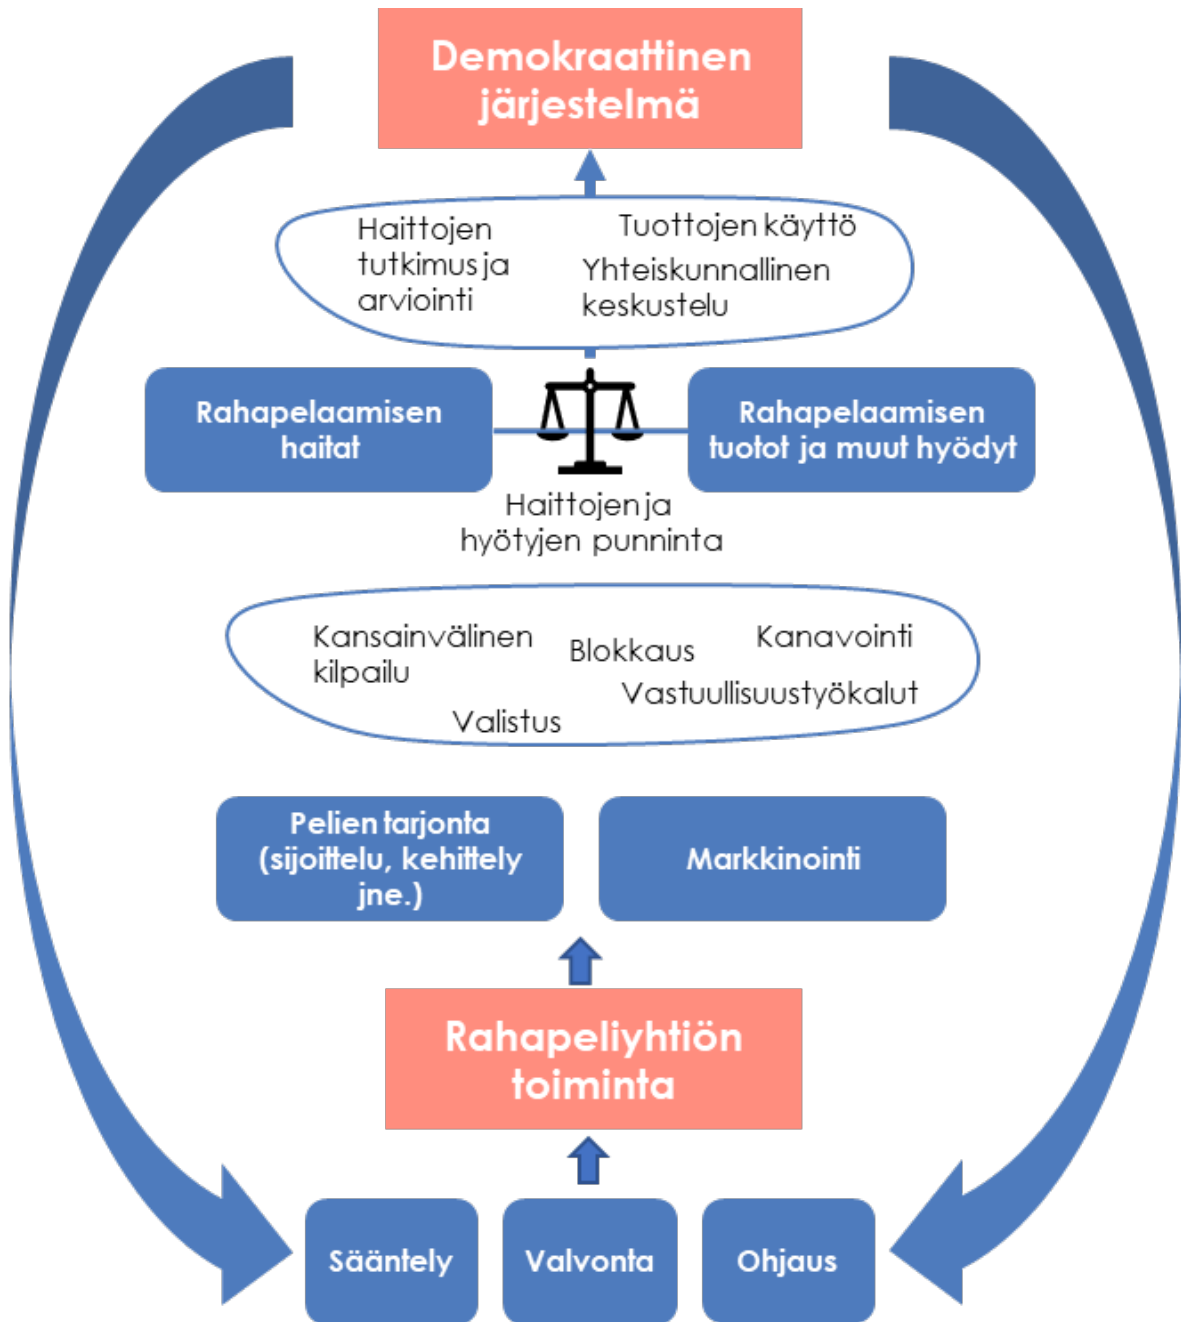 Demokraattinen
järjestelmä
Haittojen
tutkimus ja
arviointi
Tuottojen käyttö
Yhteiskunnallinen
keskustelu
Rahapelaamisen
haitat
Rahapelaamisen
tuotot ja muut hyödyt
Haittojen ja
hyötyjen punninta
Kansainvälinen
kilpailu
Blokkaus
Kanavointi
Vastuullisuustyökalut
Valistus
Pelien tarjonta
(sijoittelu, kehittely
jne.)
Markkinointi
Rahapeliyhtiön
toiminta
Sääntely
Valvonta
Ohjaus